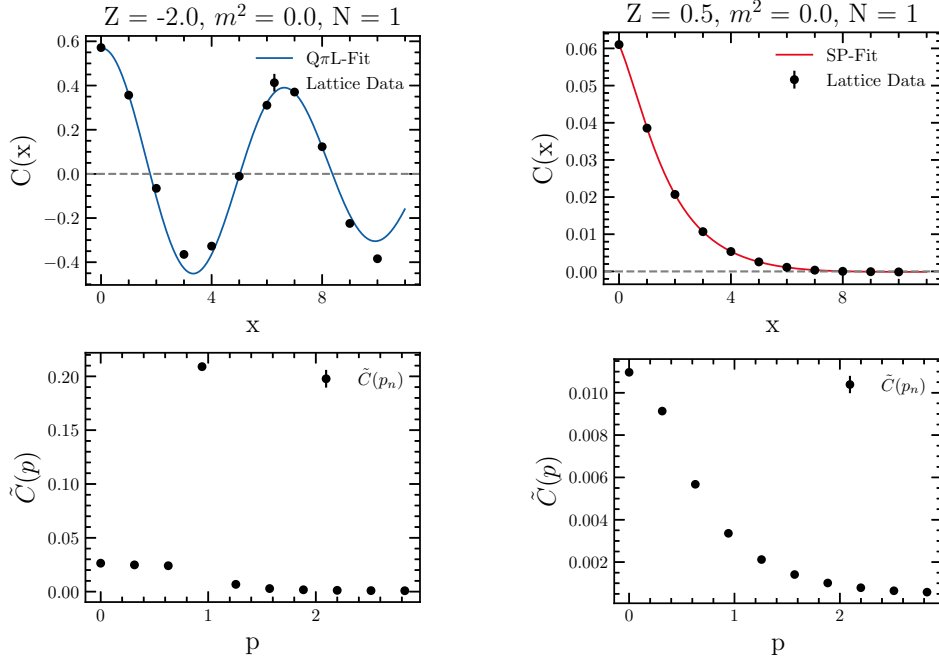 Z = -2.0, m² = 0.0, N = 1
QπL-Fit
Lattice Data
C(x)
0.6
0.4
0.2
0.0
−0.2
−0.4
0
4
8
x
Z = 0.5, m² = 0.0, N = 1
SP-Fit
Lattice Data
C(x)
0.06
0.05
0.04
0.03
0.02
0.01
0.00
0
4
8
x
C̃(pₙ)
C̃(p)
0.20
0.15
0.10
0.05
0.00
0
1
2
p
C̃(pₙ)
C̃(p)
0.010
0.008
0.006
0.004
0.002
0
1
2
p